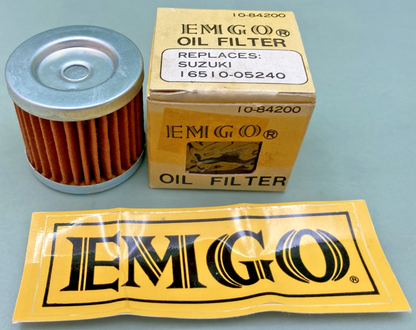 10-84200
EMGO®
OIL FILTER
REPLACES:
SUZUKI
16510-05240
10-84200
EMGO®
OIL FILTER
EMGO®